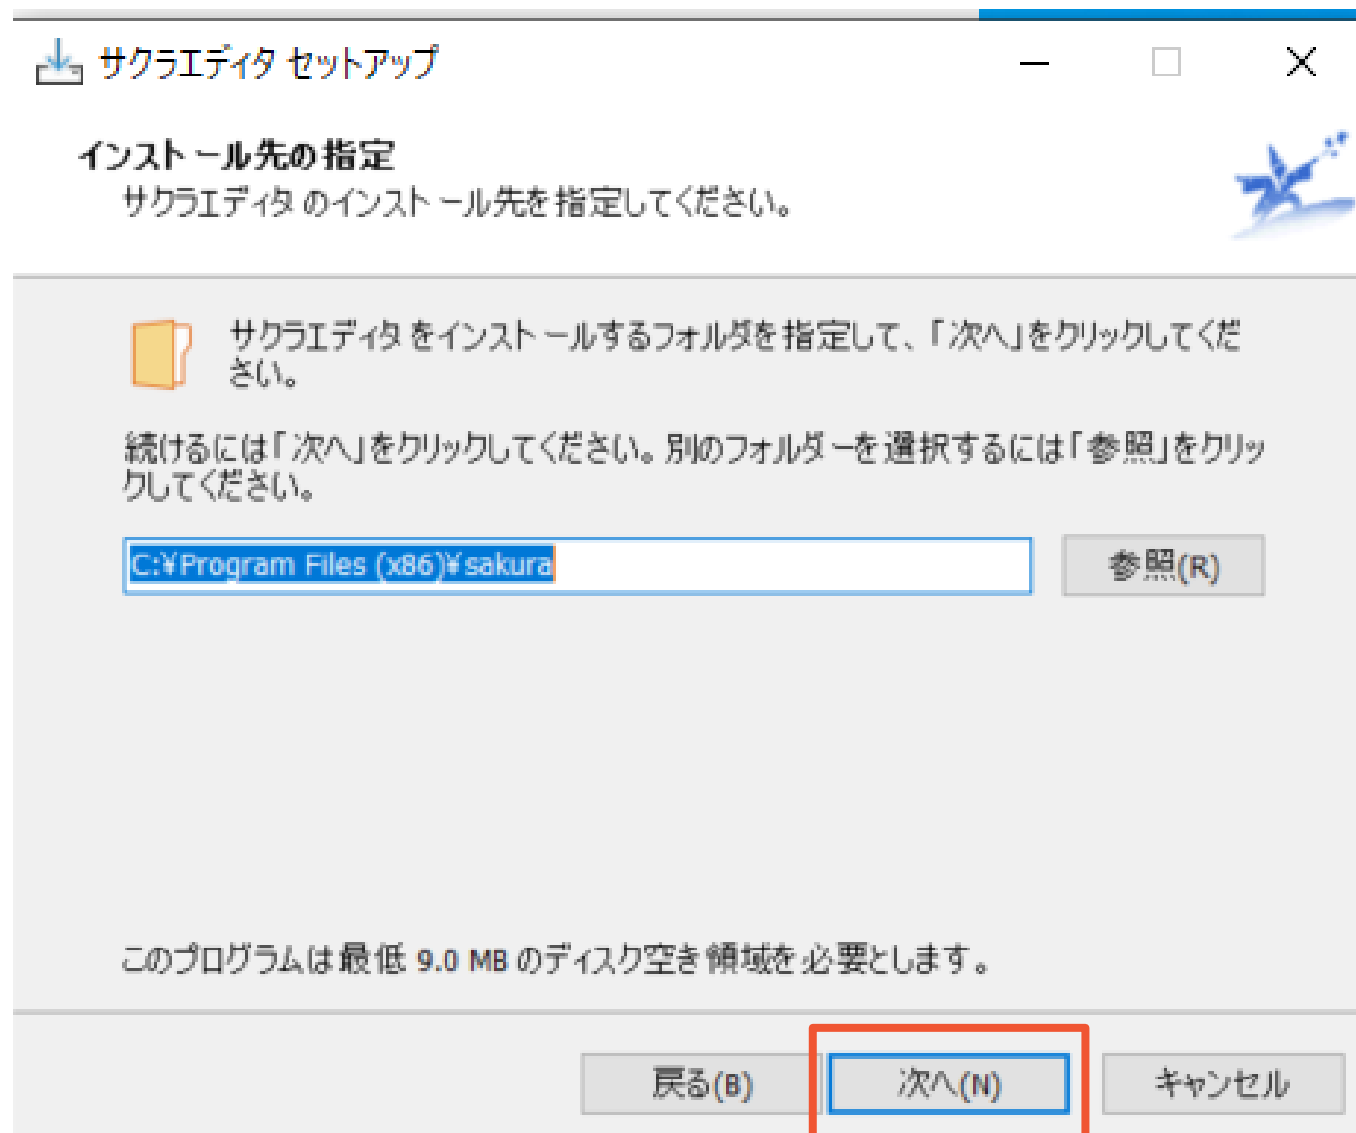 サクラエディタ セットアップ
インストール先の指定
サクラエディタ のインストール先を指定してください。
サクラエディタ をインストールするフォルダを指定して、「次へ」をクリックしてくだ
さい。
続けるには「次へ」をクリックしてください。別のフォルダーを選択するには「参照」をクリッ
クしてください。
C:¥Program Files (x86)¥sakura
参照(R)
このプログラムは最低 9.0 MB のディスク空き領域を必要とします。
戻る(B)
次へ(N)
キャンセル